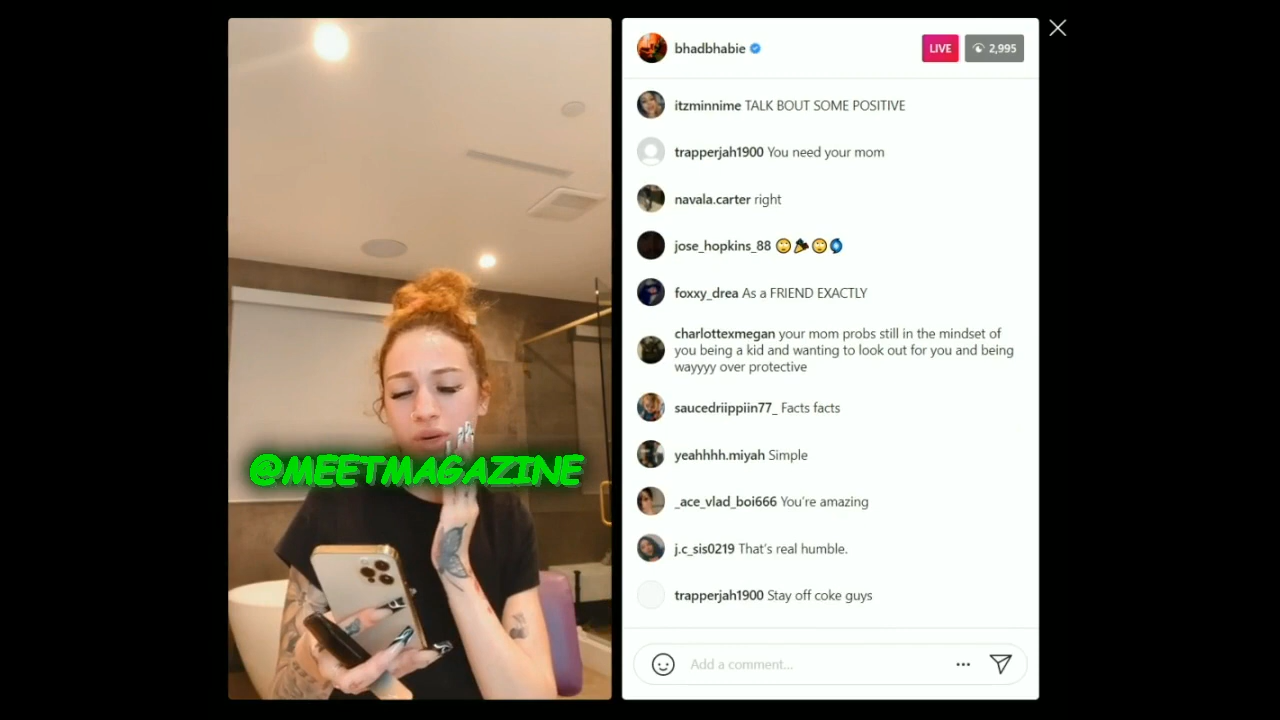 bhadbhabie
LIVE
2,995
itzminnime TALK BOUT SOME POSITIVE
trapperjah1900 You need your mom
navala.carter right
jose_hopkins_88
foxxy_drea As a FRIEND EXACTLY
charlottexmegan your mom probs still in the mindset of
you being a kid and wanting to look out for you and being
wayyyy over protective
saucedriippiin77_ Facts facts
yeahhhh.miyah Simple
_ace_vlad_boi666 You're amazing
j.c_sis0219 That's real humble.
trapperjah1900 Stay off coke guys
Add a comment...
@MEETMAGAZINE